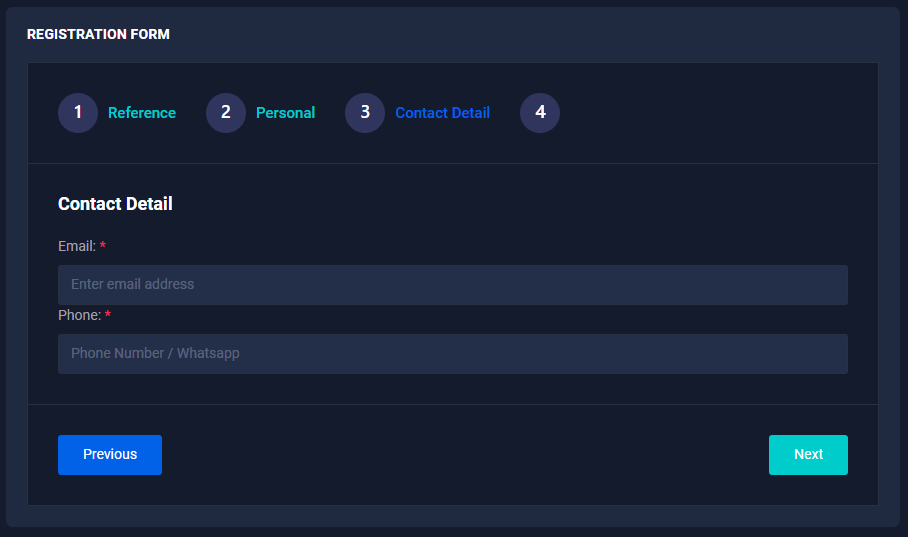 REGISTRATION FORM
1 Reference 2 Personal 3 Contact Detail 4
Contact Detail
Email: *
Enter email address
Phone: *
Phone Number / Whatsapp
Previous Next